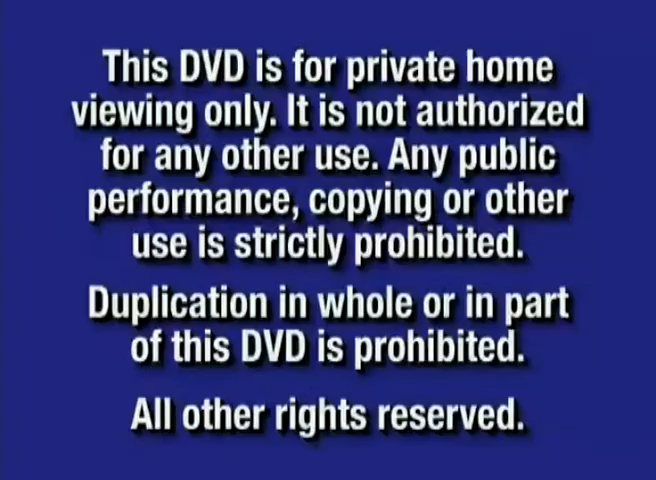 This DVD is for private home
viewing only. It is not authorized
for any other use. Any public
performance, copying or other
use is strictly prohibited.
Duplication in whole or in part
of this DVD is prohibited.
All other rights reserved.